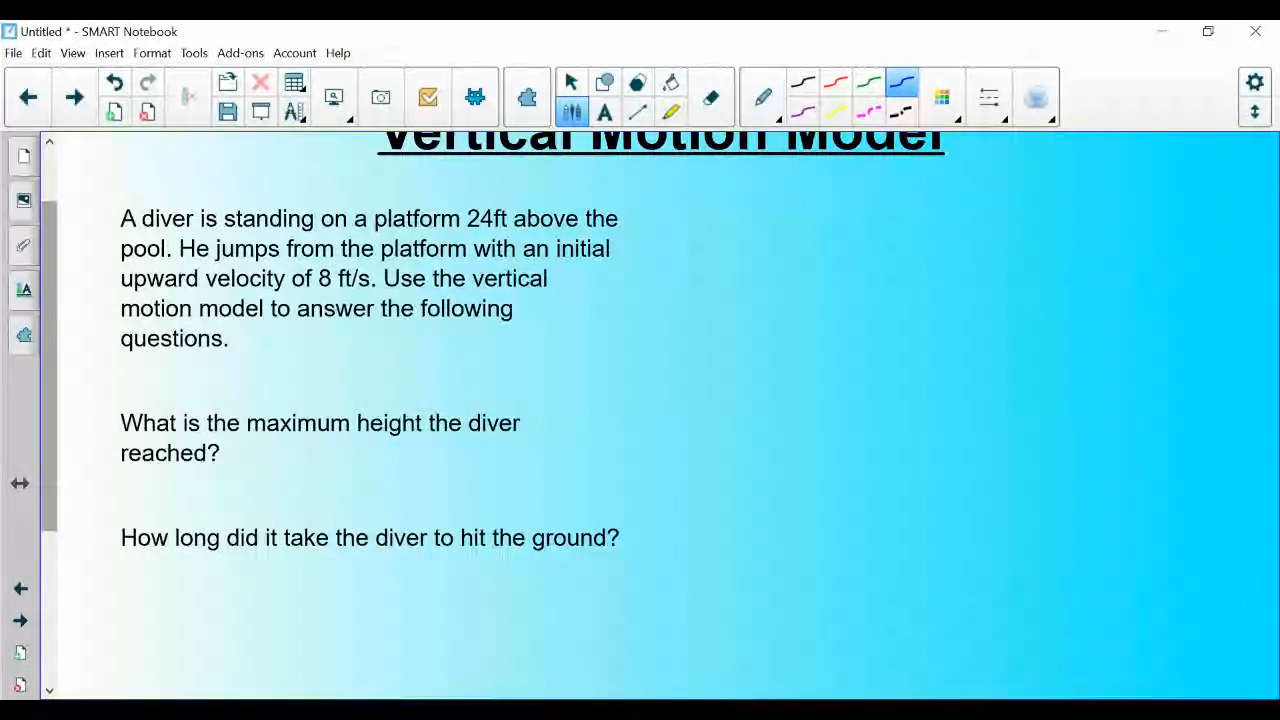 Untitled * - SMART Notebook
File Edit View Insert Format Tools Add-ons Account Help
Vertical Motion Model
A diver is standing on a platform 24ft above the
pool. He jumps from the platform with an initial
upward velocity of 8 ft/s. Use the vertical
motion model to answer the following
questions.
What is the maximum height the diver
reached?
How long did it take the diver to hit the ground?